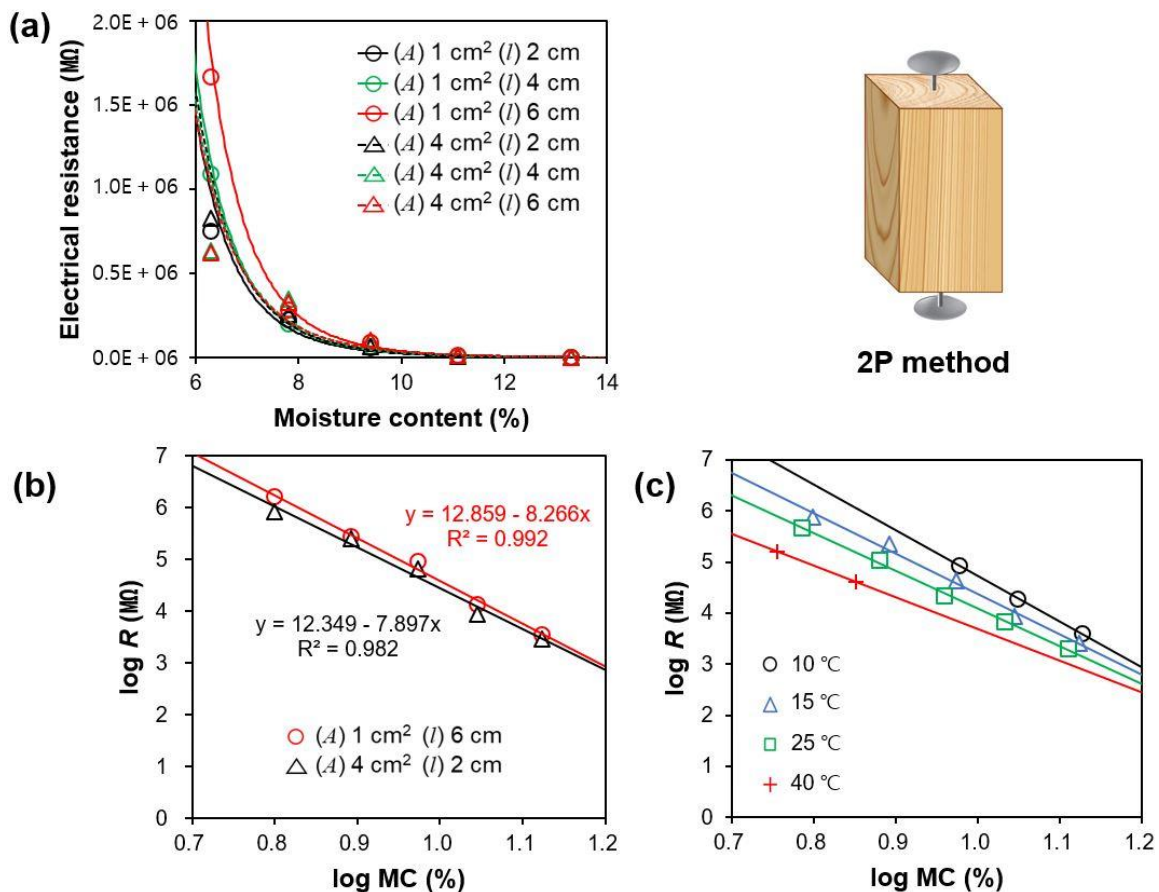 (a)
Electrical resistance (MΩ)
2.0E + 06
1.5E + 06
1.0E + 06
0.5E + 06
0.0E + 06
6 8 10 12 14
Moisture content (%)
(A) 1 cm² (l) 2 cm
(A) 1 cm² (l) 4 cm
(A) 1 cm² (l) 6 cm
(A) 4 cm² (l) 2 cm
(A) 4 cm² (l) 4 cm
(A) 4 cm² (l) 6 cm
2P method
(b)
log R (MΩ)
7
6
5
4
3
2
1
0
0.7 0.8 0.9 1.0 1.1 1.2
log MC (%)
y = 12.859 - 8.266x
R² = 0.992
y = 12.349 - 7.897x
R² = 0.982
(A) 1 cm² (l) 6 cm
(A) 4 cm² (l) 2 cm
(c)
log R (MΩ)
7
6
5
4
3
2
1
0
0.7 0.8 0.9 1.0 1.1 1.2
log MC (%)
10 ℃
15 ℃
25 ℃
40 ℃